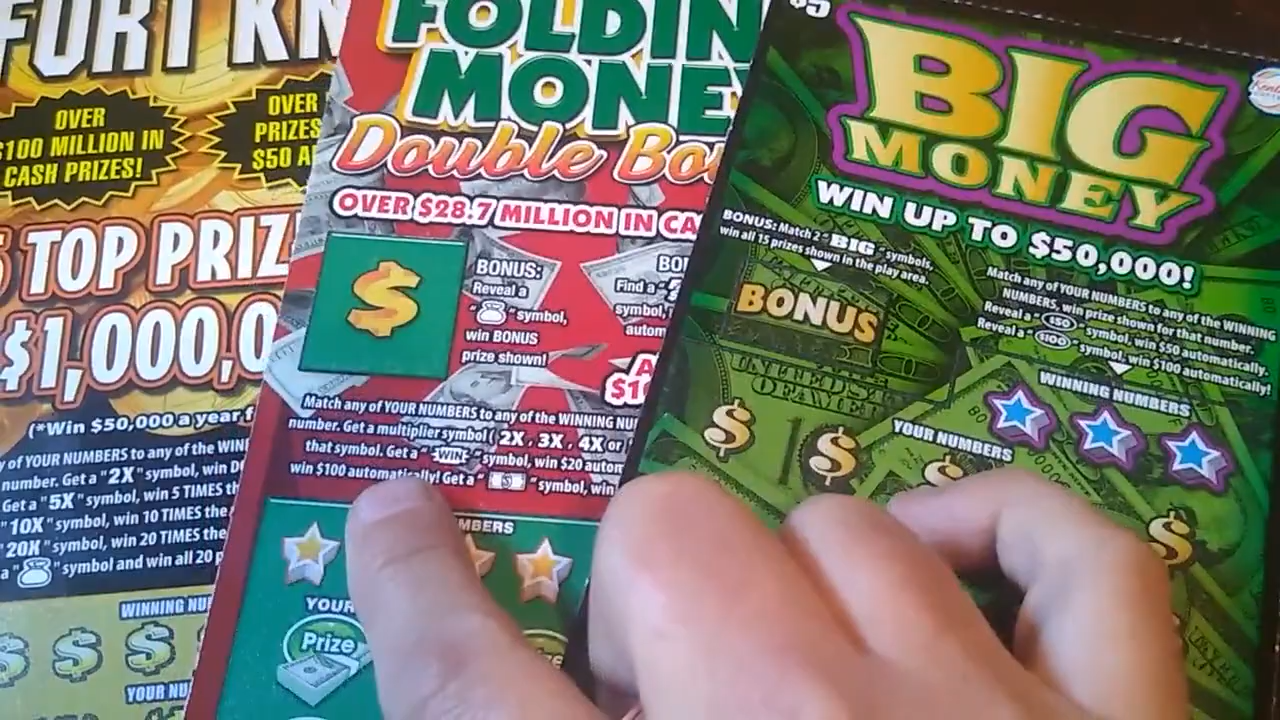 FORT KN
OVER
$100 MILLION IN
CASH PRIZES!
OVER
PRIZES
$50 A
5 TOP PRIZ
$1,000,0
(*Win $50,000 a year f
y of YOUR NUMBERS to any of the WIN
number. Get a "2X" symbol, win D
Get a "5X" symbol, win 5 TIMES th
"10X" symbol, win 10 TIMES the
"20X" symbol, win 20 TIMES the
a " " symbol and win all 20 p
WINNING NU
$ $ $
YOUR NU
FOLDIN
MONE
Double Bo
OVER $28.7 MILLION IN CA
$
BONUS:
Reveal a
" " symbol,
win BONUS
prize shown!
BO
Find a "
symbol,
autom
A
$10
Match any of YOUR NUMBERS to any of the WINNING NU
number. Get a multiplier symbol ( 2X , 3X , 4X or
that symbol. Get a "WIN" symbol, win $20 autom
win $100 automatically! Get a " " symbol, win
MBERS
YOUR
Prize
$5
BIG
MONEY
WIN UP TO $50,000!
BONUS: Match 2 "BIG" symbols,
win all 15 prizes shown in the play area.
BONUS
Match any of YOUR NUMBERS to any of the WINNING
NUMBERS, win prize shown for that number.
Reveal a "$50" symbol, win $50 automatically.
Reveal a "$100" symbol, win $100 automatically!
WINNING NUMBERS
YOUR NUMBERS
$ $ $
$